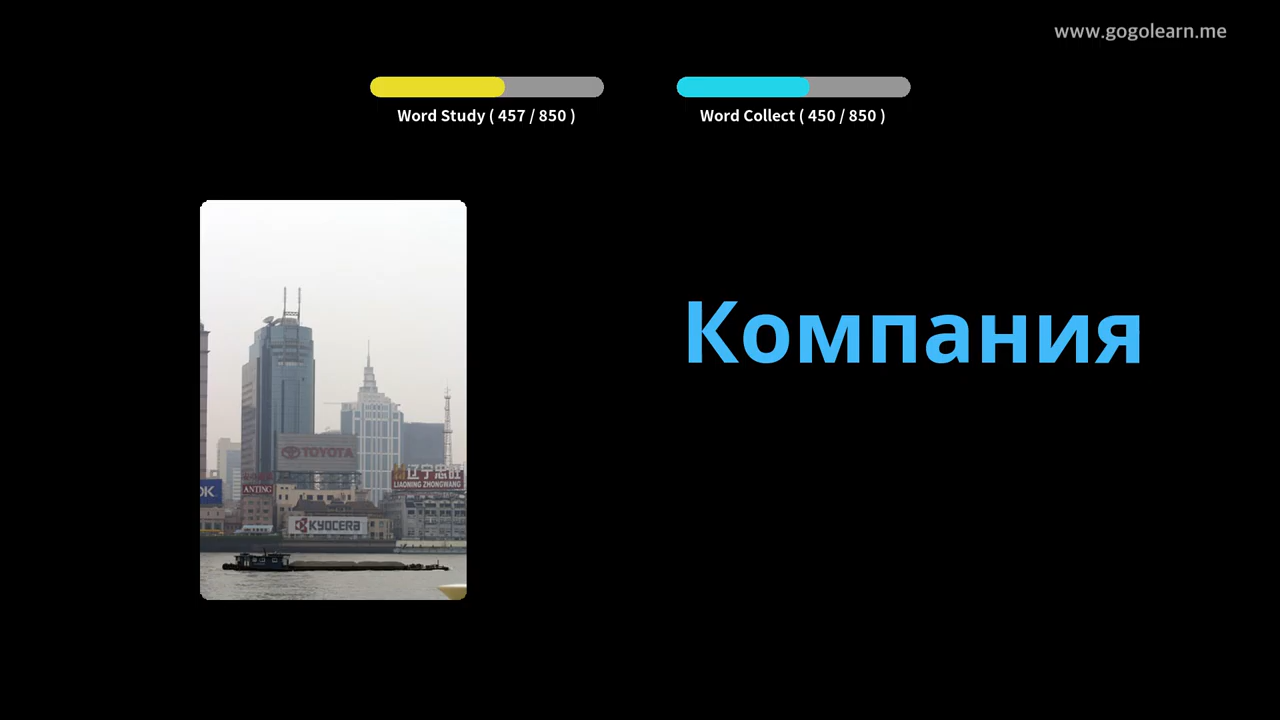 www.gogolearn.me
Word Study ( 457 / 850 )
Word Collect ( 450 / 850 )
Компания
TOYOTA
辽宁忠旺
LIAONING ZHONGWANG
OK
ANTING
KYOCERA